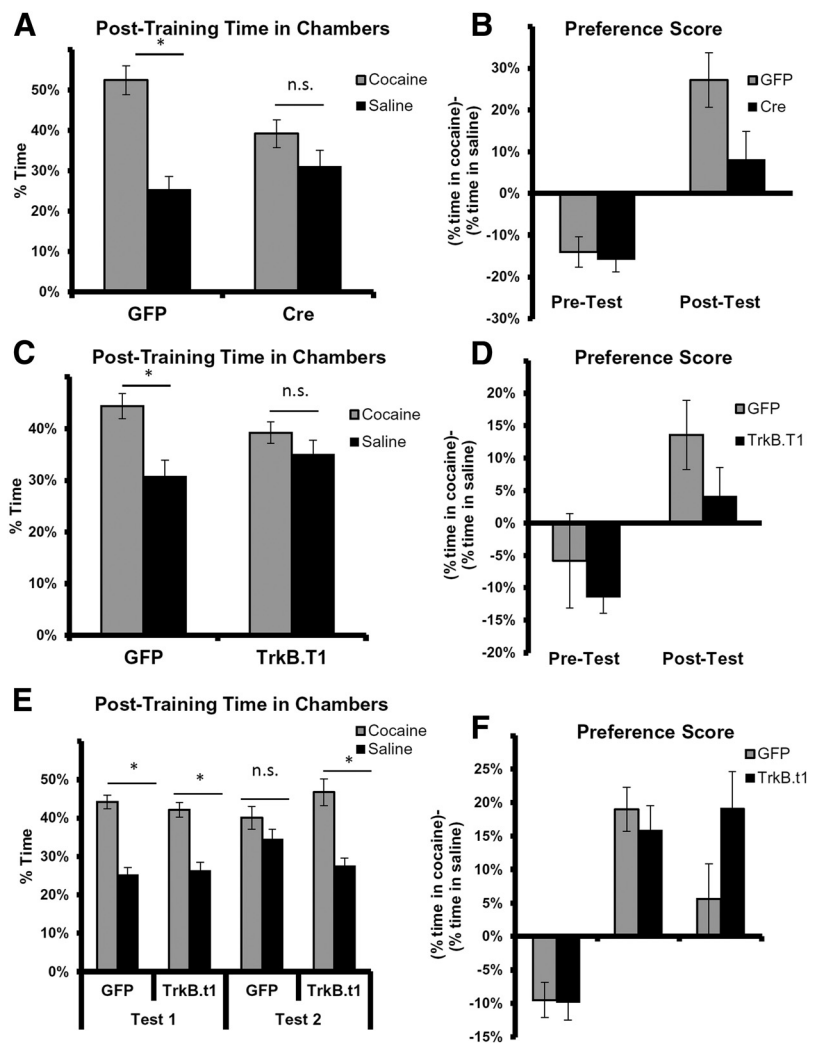 A
Post-Training Time in Chambers
*
n.s.
Cocaine
Saline
% Time
50%
40%
30%
20%
10%
0%
GFP
Cre
B
Preference Score
GFP
Cre
(% time in cocaine)-
(% time in saline)
30%
20%
10%
0%
-10%
-20%
-30%
Pre-Test
Post-Test
C
Post-Training Time in Chambers
*
n.s.
Cocaine
Saline
% Time
40%
30%
20%
10%
0%
GFP
TrkB.T1
D
Preference Score
GFP
TrkB.T1
(% time in cocaine)-
(% time in saline)
20%
15%
10%
5%
0%
-5%
-10%
-15%
-20%
Pre-Test
Post-Test
E
Post-Training Time in Chambers
Cocaine
Saline
*
*
n.s.
*
% Time
50%
40%
30%
20%
10%
0%
GFP
TrkB.t1
GFP
TrkB.t1
Test 1
Test 2
F
Preference Score
GFP
TrkB.t1
(% time in cocaine)-
(% time in saline)
25%
20%
15%
10%
5%
0%
-5%
-10%
-15%